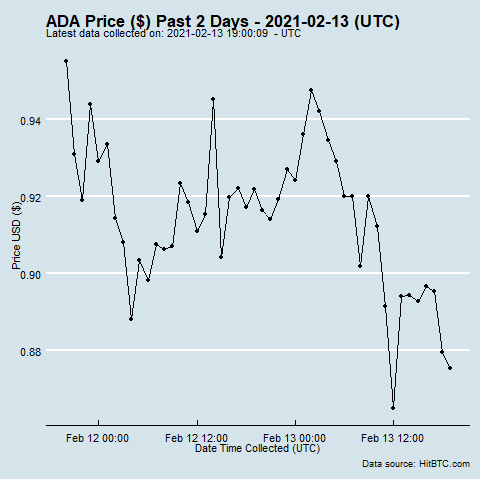 ADA Price ($) Past 2 Days - 2021-02-13 (UTC)
Latest data collected on: 2021-02-13 19:00:09 - UTC
0.94
0.92
0.90
0.88
Price USD ($)
Feb 12 00:00 Feb 12 12:00 Feb 13 00:00 Feb 13 12:00
Date Time Collected (UTC)
Data source: HitBTC.com